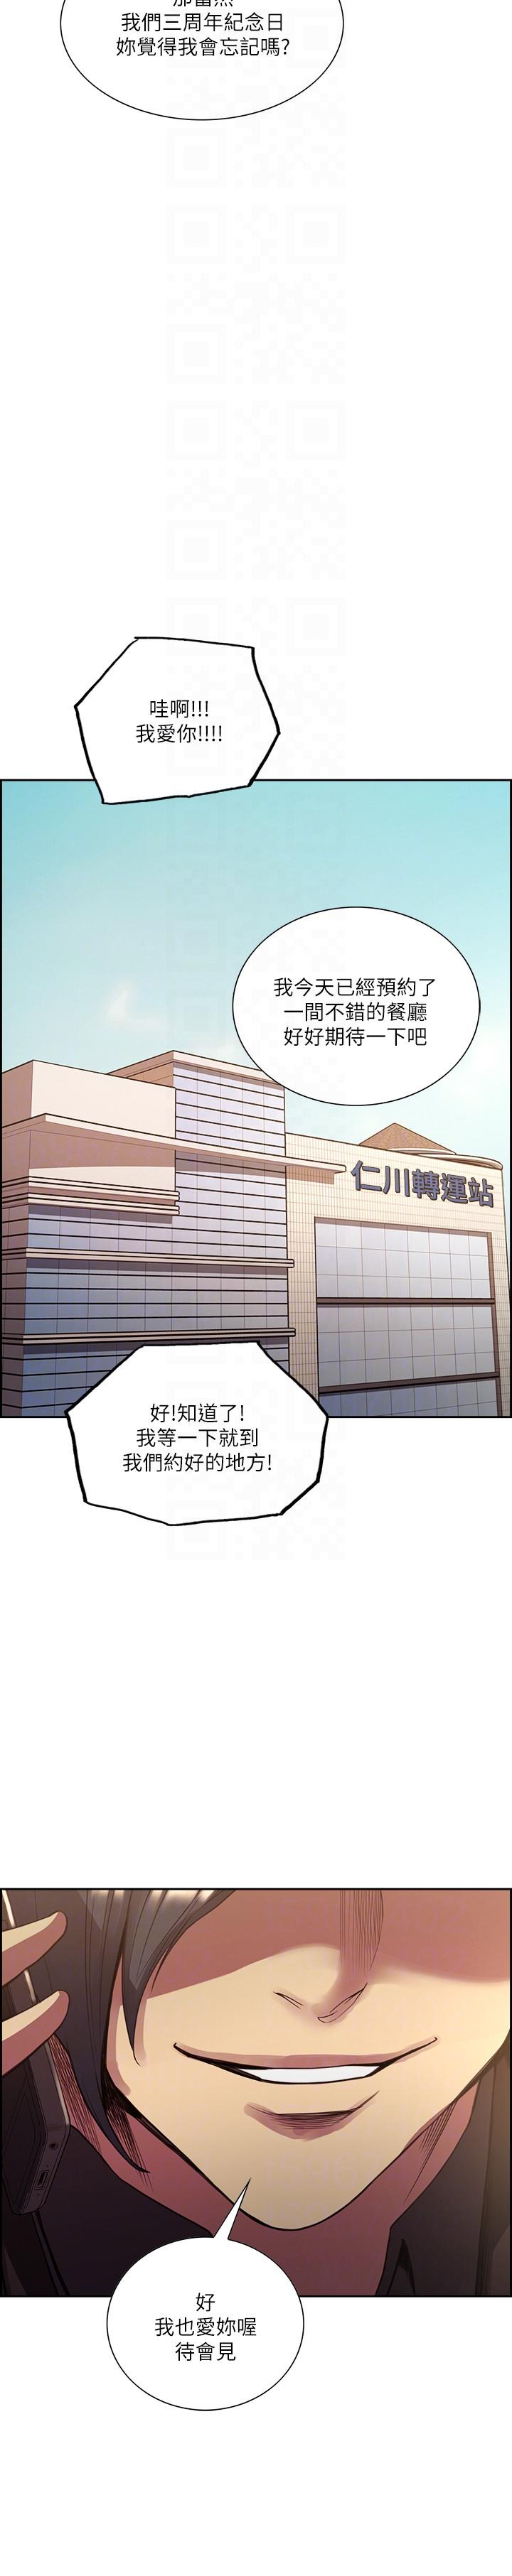 那當然
我們三周年紀念日
妳覺得我會忘記嗎?
哇啊!!!
我愛你!!!!
我今天已經預約了
一間不錯的餐廳
好好期待一下吧
仁川轉運站
好!知道了!
我等一下就到
我們約好的地方!
好
我也愛妳喔
待會見